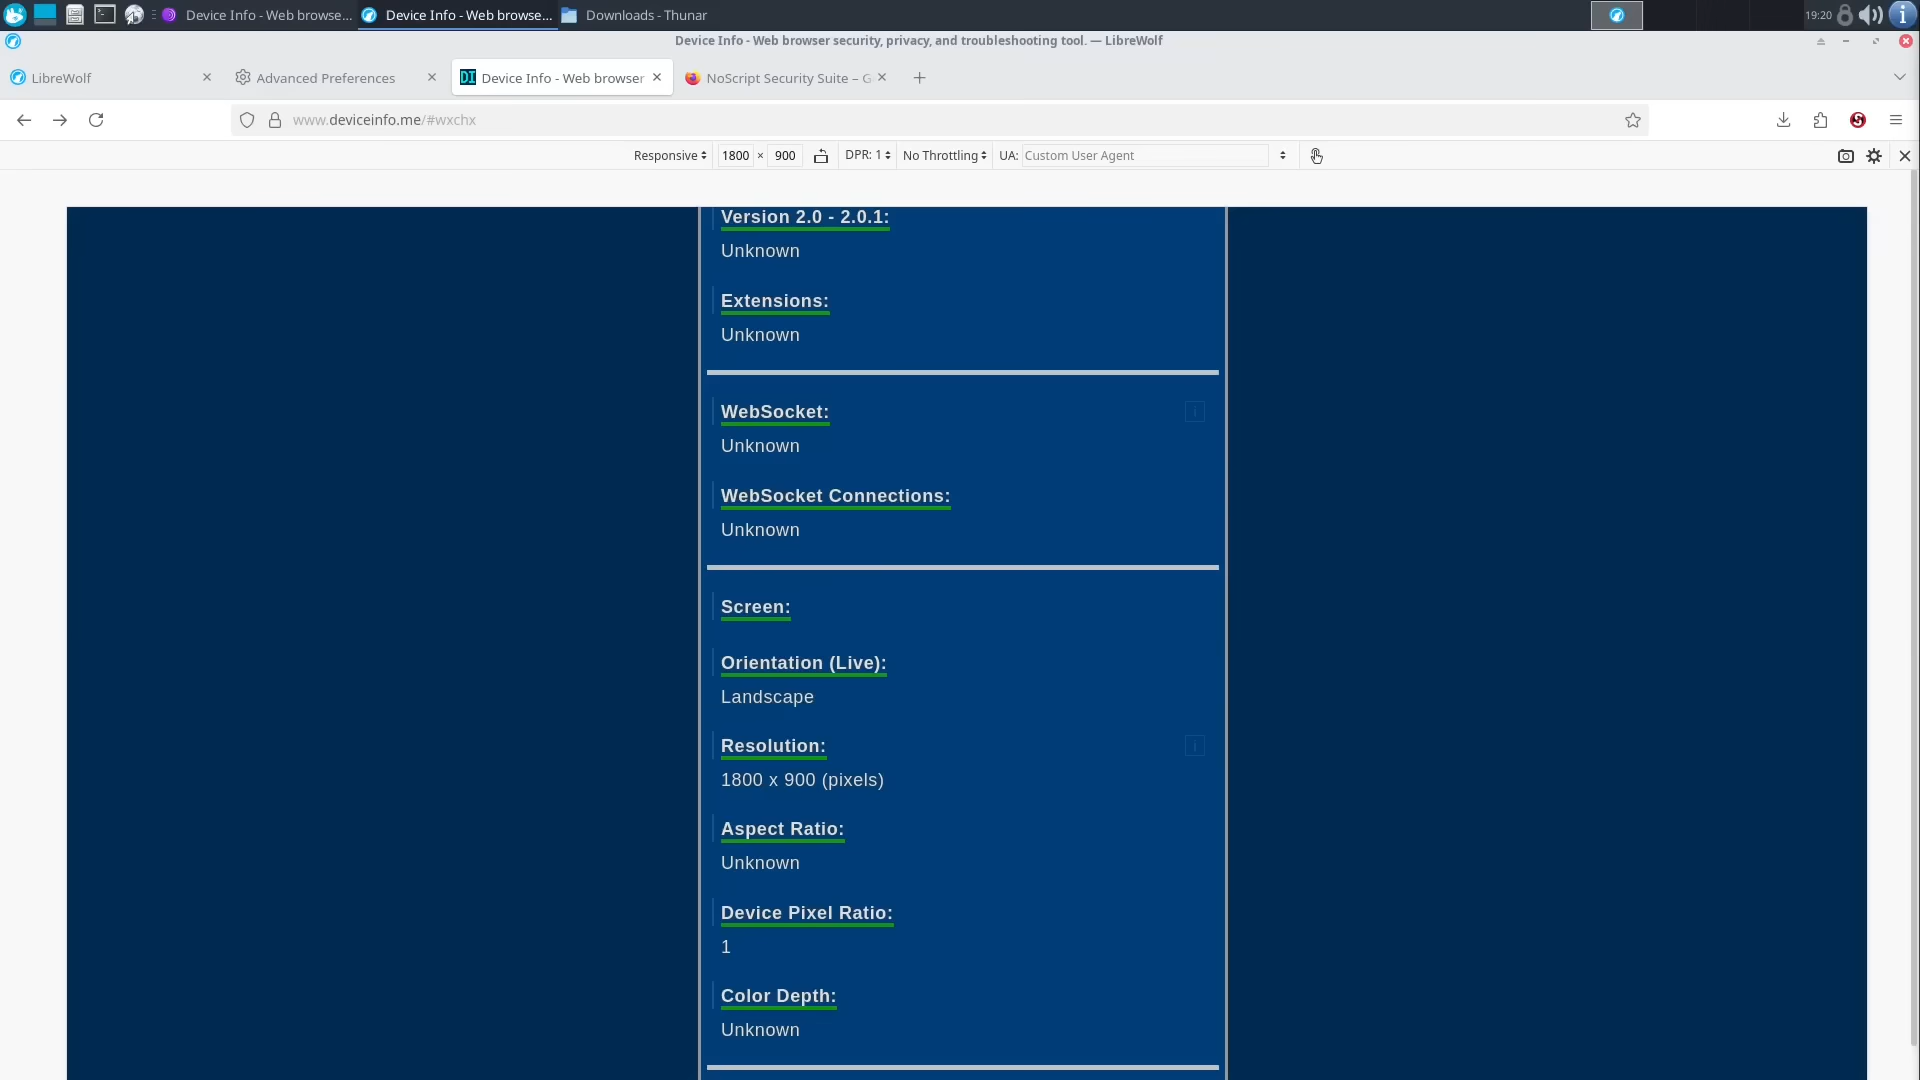 Device Info - Web browse...
Device Info - Web browse...
Downloads - Thunar
19:20
Device Info - Web browser security, privacy, and troubleshooting tool. — LibreWolf
LibreWolf
Advanced Preferences
DI
Device Info - Web browser
NoScript Security Suite – G
www.deviceinfo.me/#wxchx
Responsive
1800 × 900
DPR: 1
No Throttling
UA: Custom User Agent
Version 2.0 - 2.0.1:
Unknown
Extensions:
Unknown
WebSocket:
i
Unknown
WebSocket Connections:
Unknown
Screen:
Orientation (Live):
Landscape
Resolution:
i
1800 x 900 (pixels)
Aspect Ratio:
Unknown
Device Pixel Ratio:
1
Color Depth:
Unknown